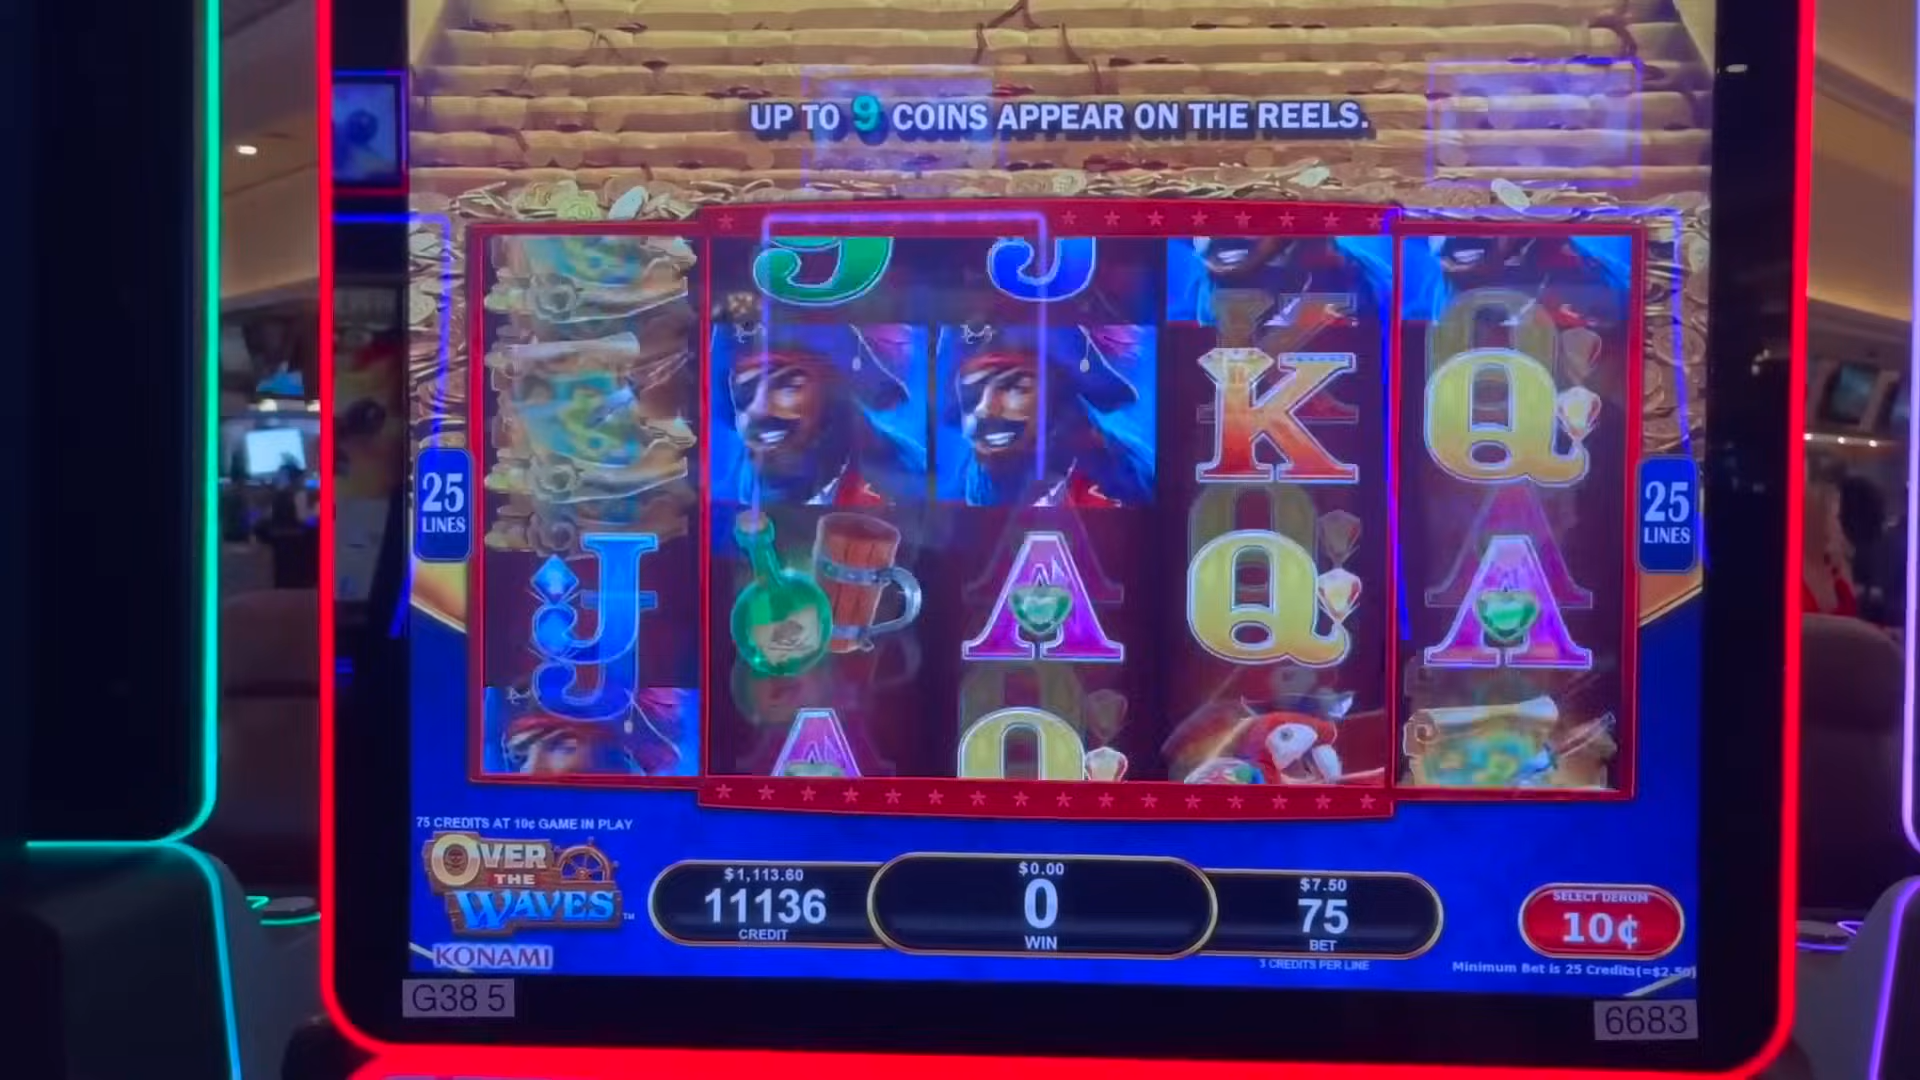 UP TO 9 COINS APPEAR ON THE REELS.
9 J
K Q
25 LINES
25 LINES
J A Q A
A Q
75 CREDITS AT 10¢ GAME IN PLAY
OVER THE WAVES™
KONAMI
$1,113.60
11136
CREDIT
$0.00
0
WIN
$7.50
75
BET
3 CREDITS PER LINE
SELECT DENOM
10¢
Minimum Bet is 25 Credits(=$2.50)
G38 5
6683